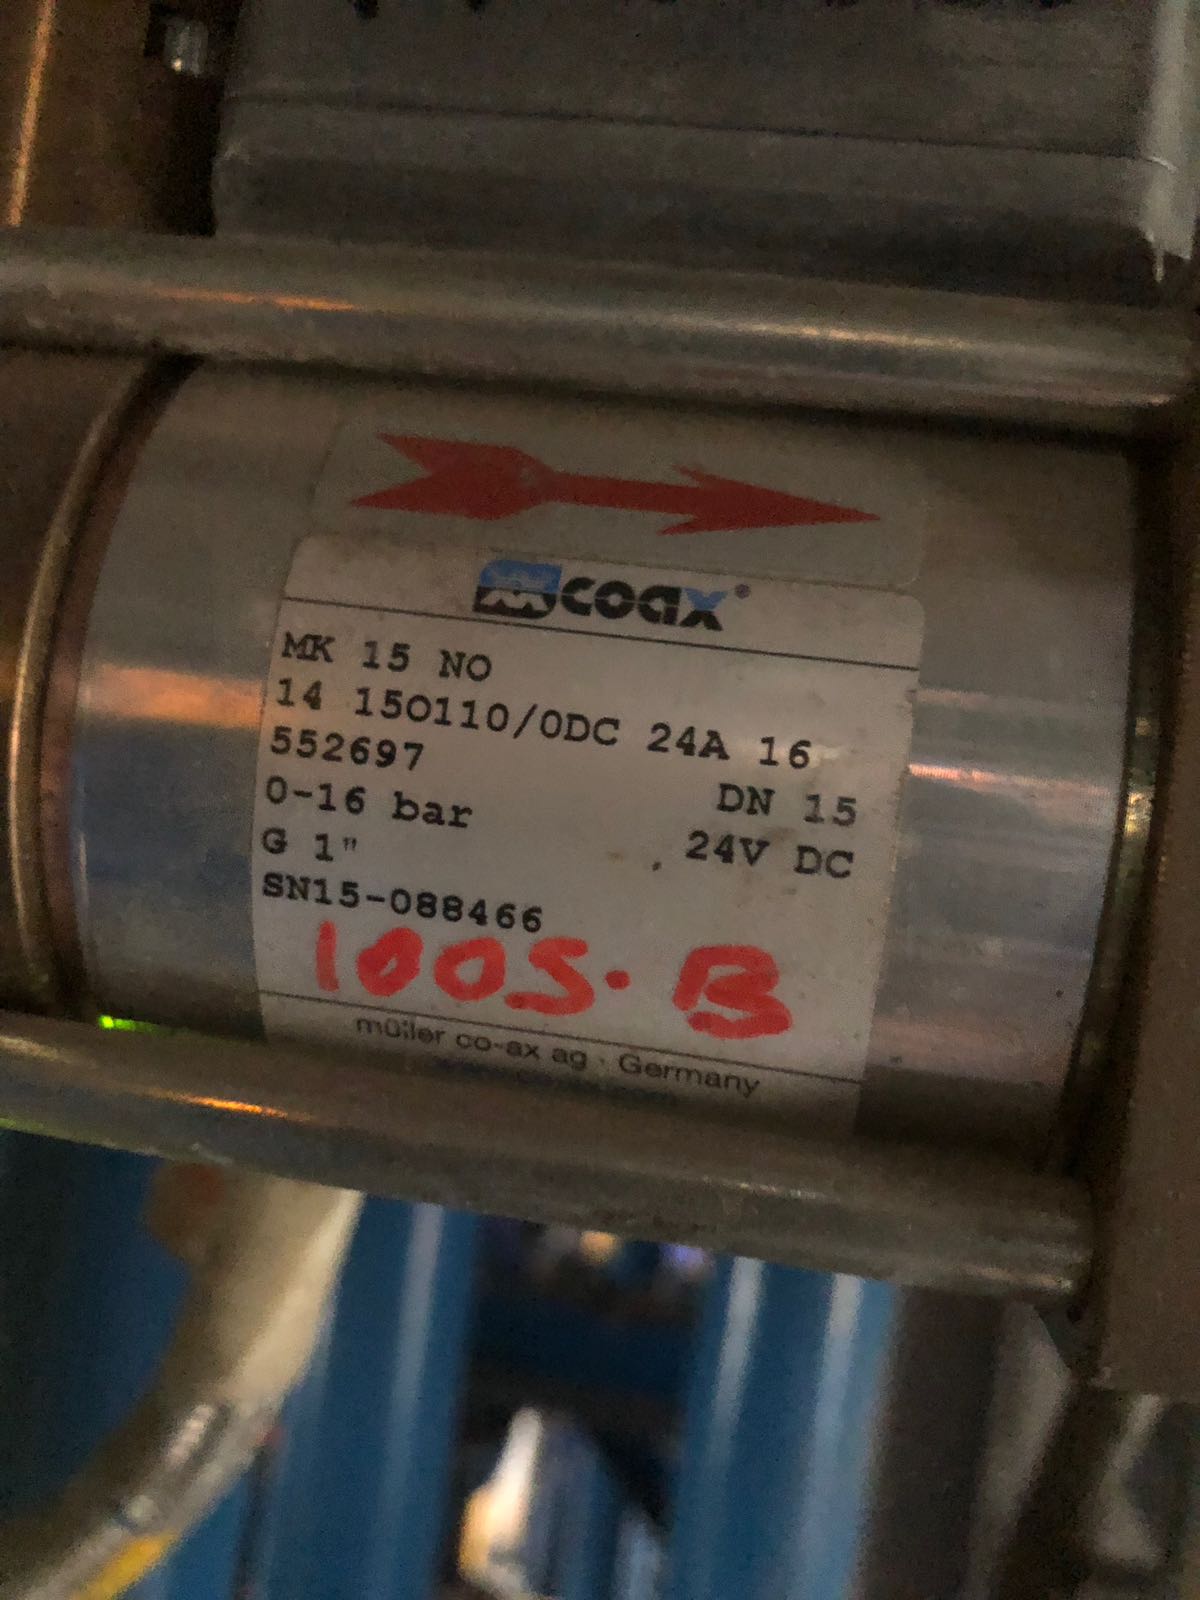 coax®
MK 15 NO
14 150110/0DC 24A 16
552697 DN 15
0-16 bar 24V DC
G 1"
SN15-088466
100S·B
müller co-ax ag · Germany